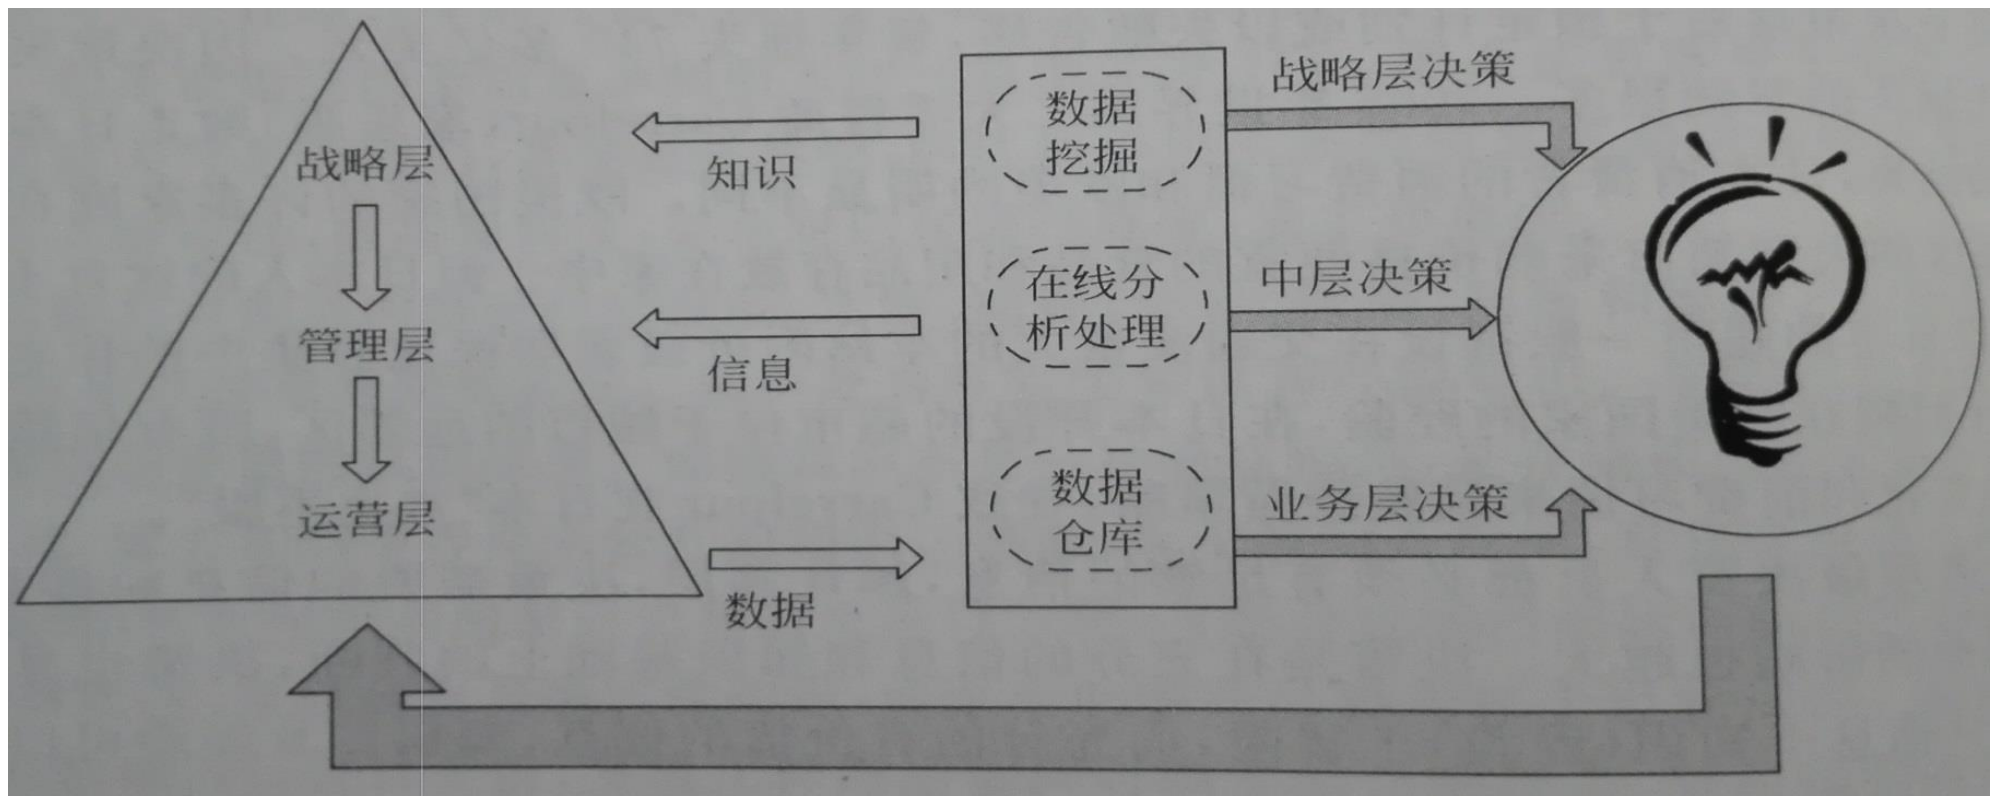 战略层
管理层
运营层
知识
信息
数据
数据
挖掘
在线分
析处理
数据
仓库
战略层决策
中层决策
业务层决策